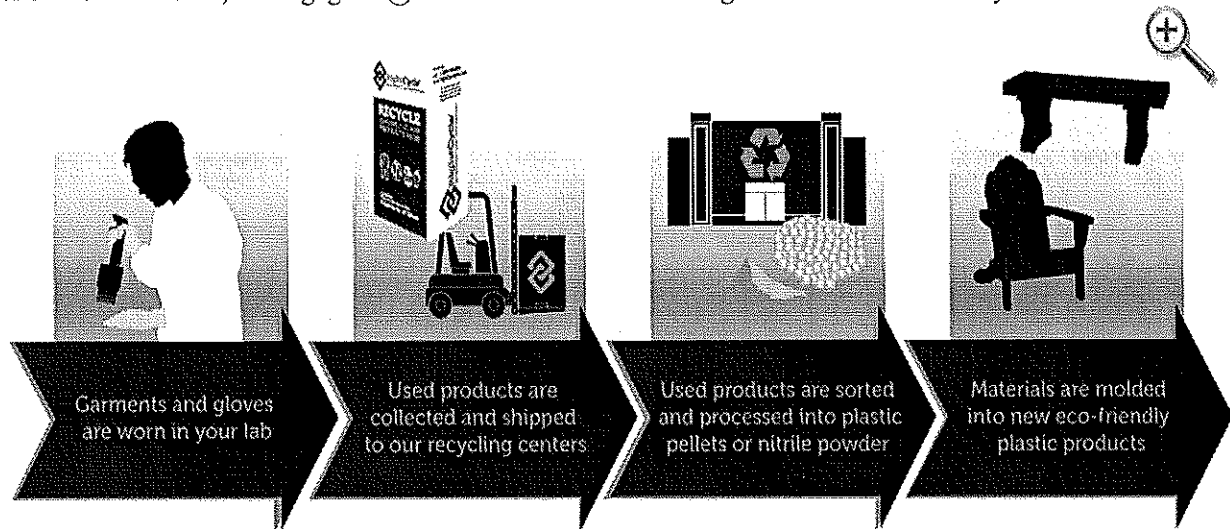 RECYCLE
Garments and gloves
are worn in your lab
Used products are
collected and shipped
to our recycling centers
Used products are sorted
and processed into plastic
pellets or nitrile powder
Materials are molded
into new eco-friendly
plastic products